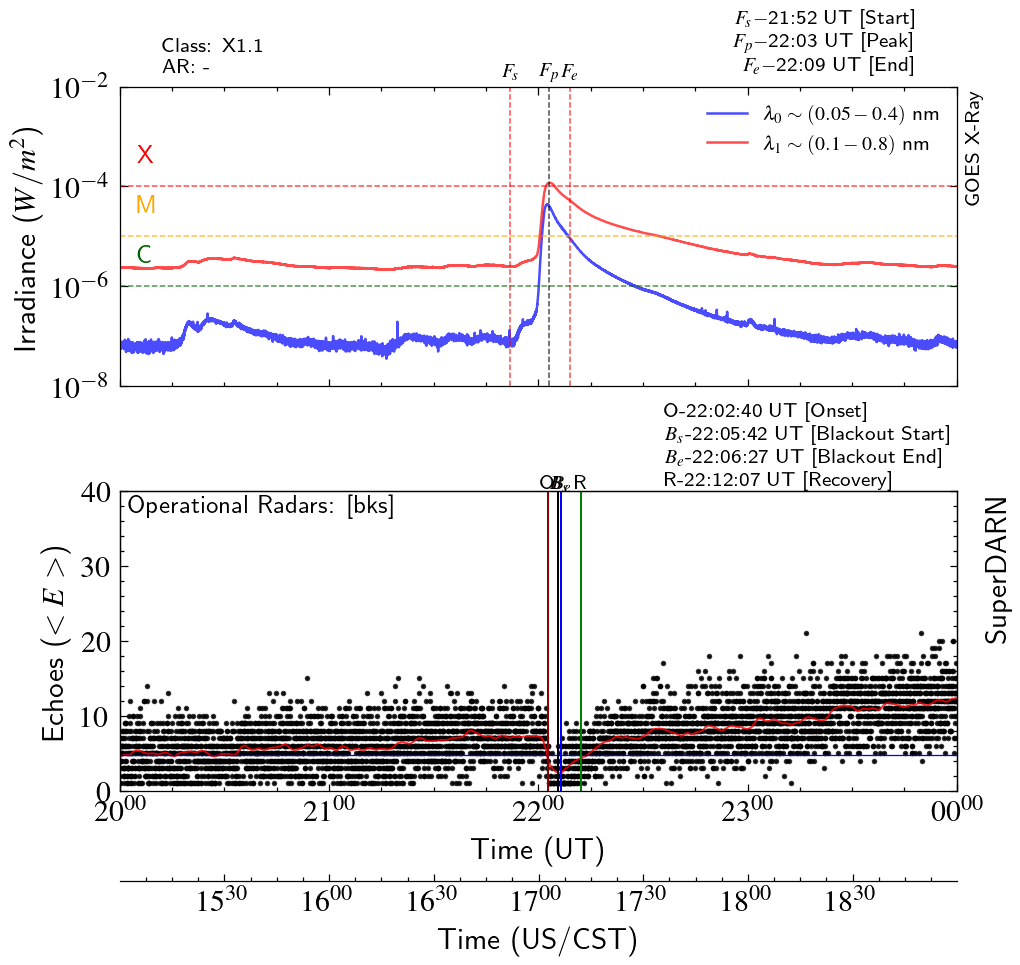 F_s−21:52 UT [Start]
Class: X1.1
F_p−22:03 UT [Peak]
AR: -
F_e−22:09 UT [End]
F_s F_p F_e
10^−2
λ_0 ∼ (0.05 − 0.4) nm
λ_1 ∼ (0.1 − 0.8) nm
GOES X-Ray
X
10^−4
M
Irradiance (W/m^2)
C
10^−6
10^−8
O-22:02:40 UT [Onset]
B_s-22:05:42 UT [Blackout Start]
B_e-22:06:27 UT [Blackout End]
R-22:12:07 UT [Recovery]
O B_s B_e R
40
Operational Radars: [bks]
30
Echoes (< E >)
SuperDARN
20
10
0
20^00 21^00 22^00 23^00 00^00
Time (UT)
15^30 16^00 16^30 17^00 17^30 18^00 18^30
Time (US/CST)